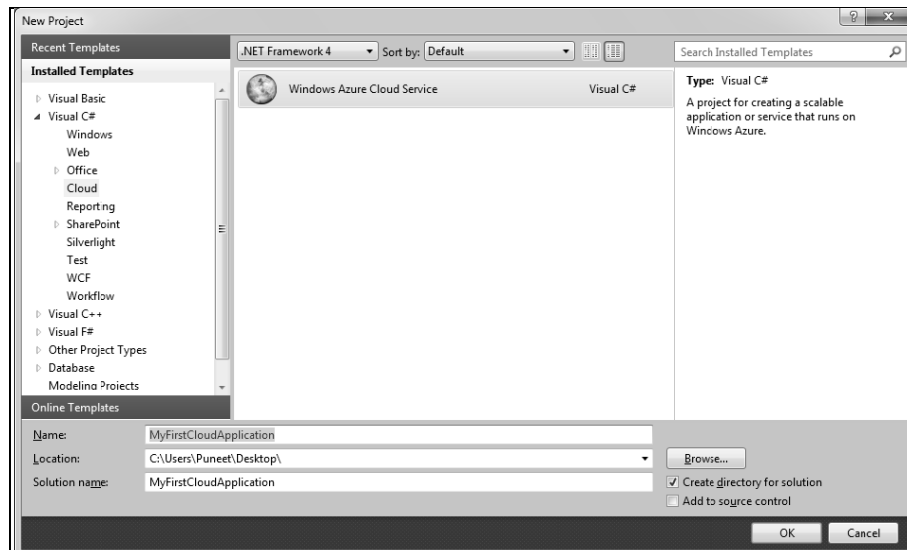 New Project
Recent Templates
Installed Templates
Visual Basic
Visual C#
Windows
Web
Office
Cloud
Reporting
SharePoint
Silverlight
Test
WCF
Workflow
Visual C++
Visual F#
Other Project Types
Database
Modeling Projects
Online Templates
.NET Framework 4
Sort by: Default
Windows Azure Cloud Service Visual C#
Search Installed Templates
Type: Visual C#
A project for creating a scalable
application or service that runs on
Windows Azure.
Name: MyFirstCloudApplication
Location: C:\Users\Puneet\Desktop\
Browse...
Solution name: MyFirstCloudApplication
Create directory for solution
Add to source control
OK Cancel